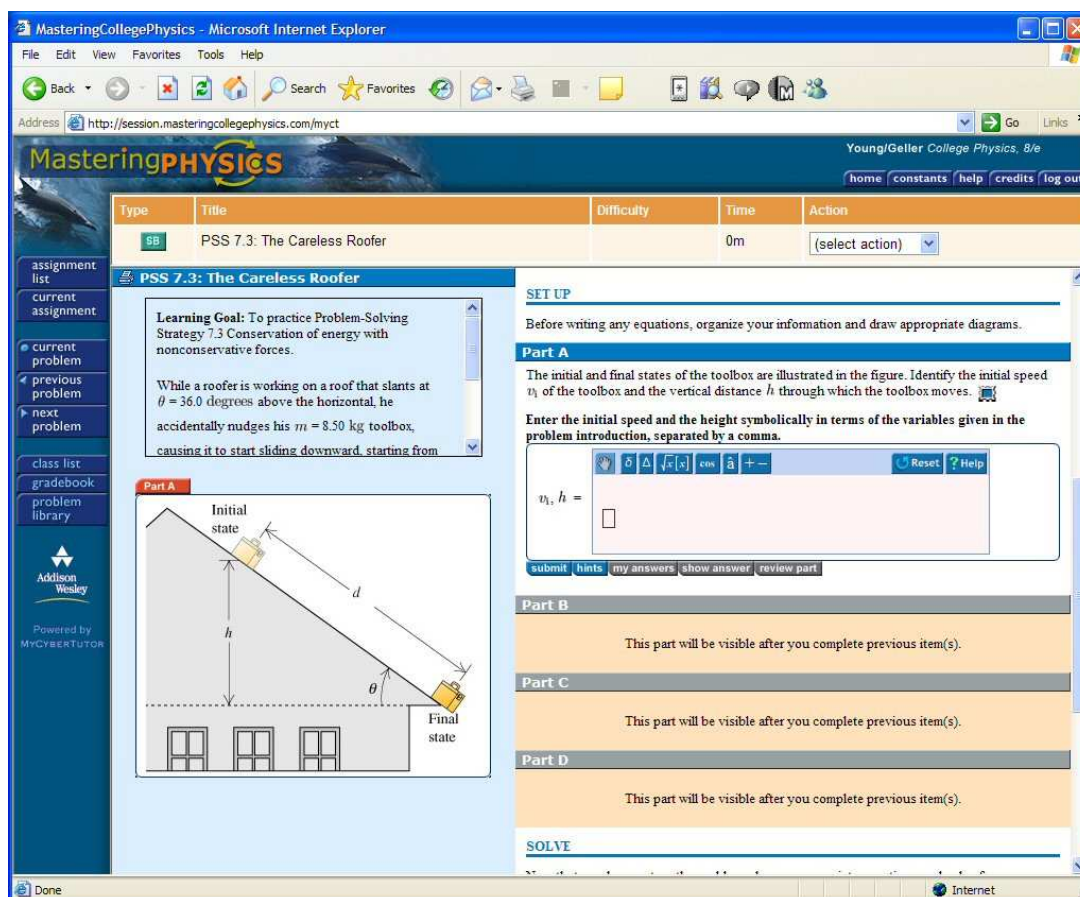 MasteringCollegePhysics - Microsoft Internet Explorer
File Edit View Favorites Tools Help
Back Search Favorites
Address http://session.masteringcollegephysics.com/myct Go Links
MasteringPHYSICS
Young/Geller College Physics, 8/e
home constants help credits log out
Type Title Difficulty Time Action
SB PSS 7.3: The Careless Roofer 0m (select action)
assignment
list
current
assignment
current
problem
previous
problem
next
problem
class list
gradebook
problem
library
Addison
Wesley
Powered by
MYCYBERTUTOR
PSS 7.3: The Careless Roofer
Learning Goal: To practice Problem-Solving
Strategy 7.3 Conservation of energy with
nonconservative forces.
While a roofer is working on a roof that slants at
θ = 36.0 degrees above the horizontal, he
accidentally nudges his m = 8.50 kg toolbox,
causing it to start sliding downward, starting from
Part A
Initial
state
d
h
θ
Final
state
SET UP
Before writing any equations, organize your information and draw appropriate diagrams.
Part A
The initial and final states of the toolbox are illustrated in the figure. Identify the initial speed
vi of the toolbox and the vertical distance h through which the toolbox moves.
Enter the initial speed and the height symbolically in terms of the variables given in the
problem introduction, separated by a comma.
δ Δ √x[x] cos â + − Reset ? Help
vi, h =
submit hints my answers show answer review part
Part B
This part will be visible after you complete previous item(s).
Part C
This part will be visible after you complete previous item(s).
Part D
This part will be visible after you complete previous item(s).
SOLVE
Done Internet